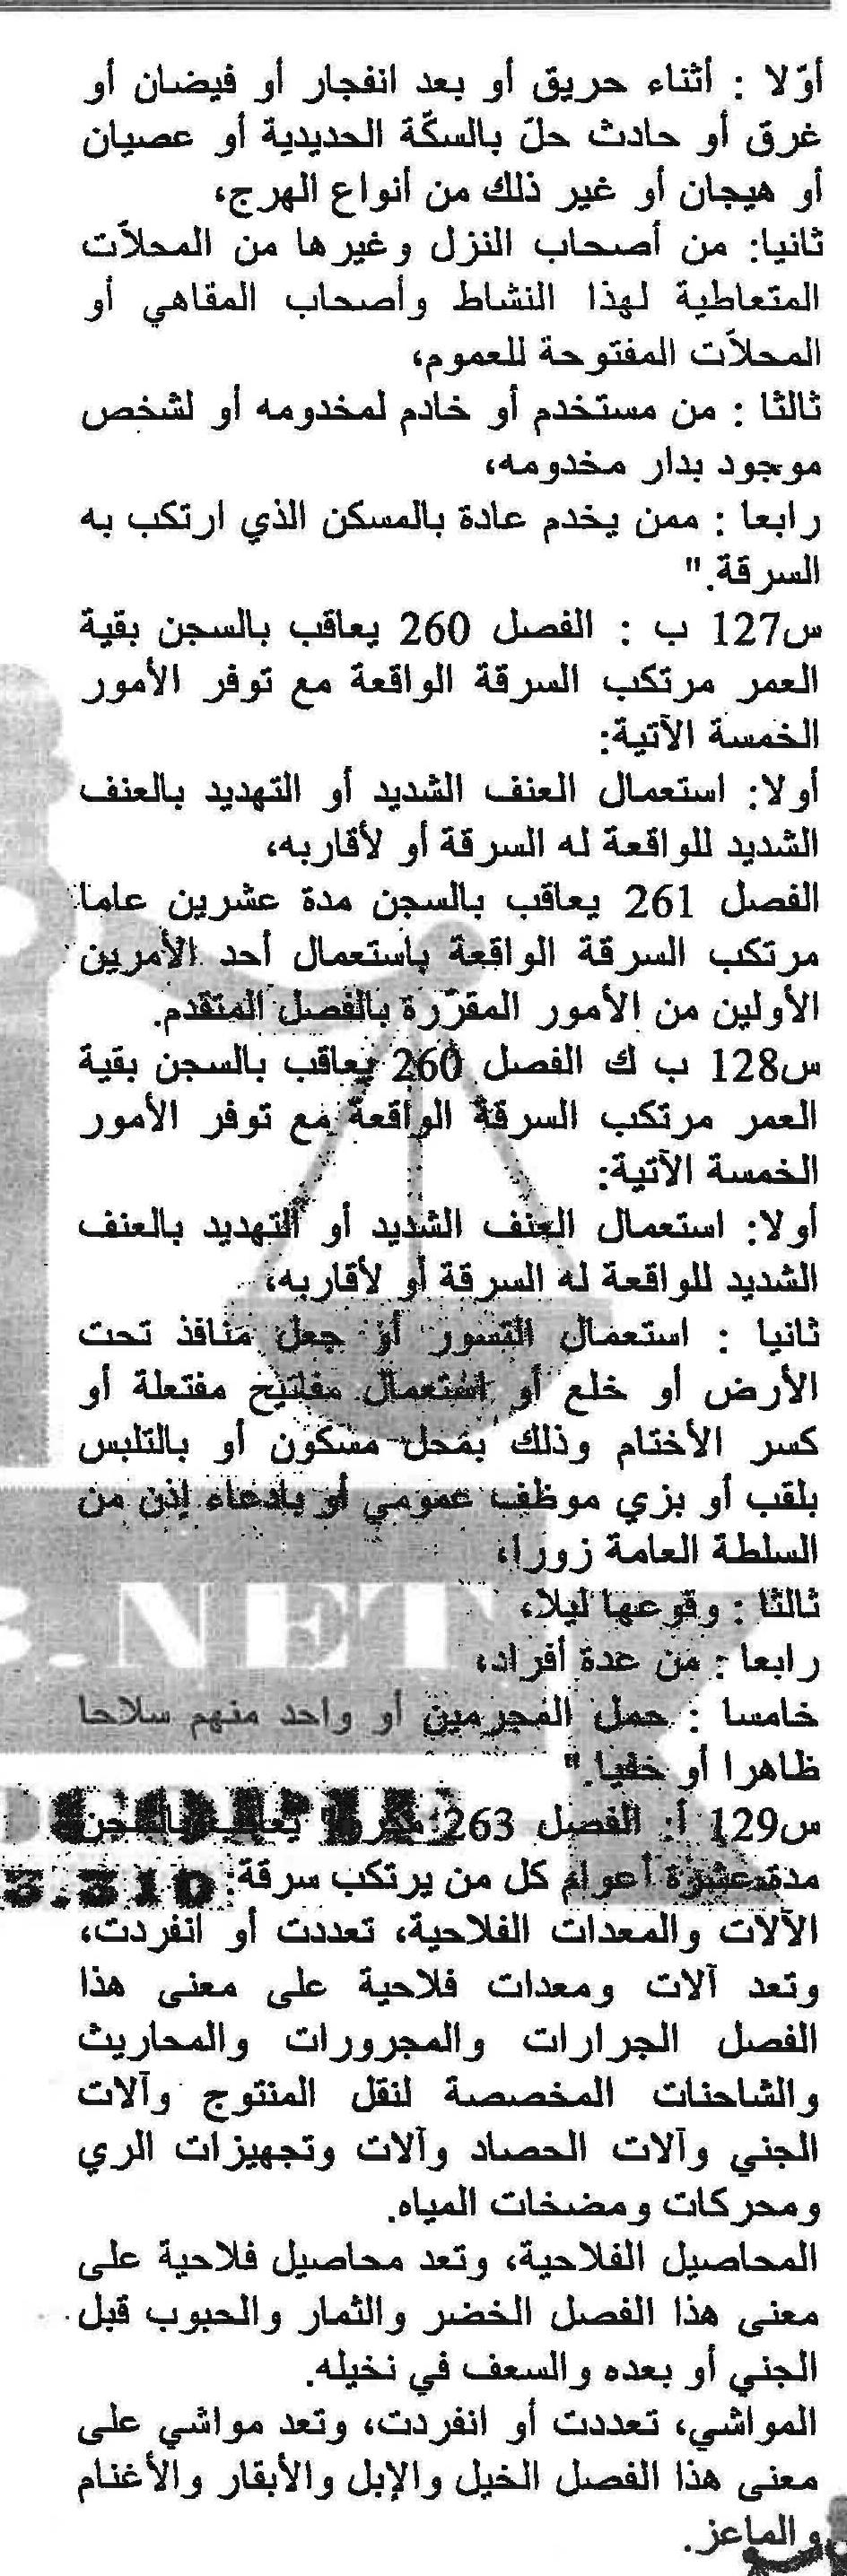 أوّلا : أثناء حريق أو بعد انفجار أو فيضان أو
غرق أو حادث حلّ بالسكّة الحديدية أو عصيان
أو هيجان أو غير ذلك من أنواع الهرج،
ثانيا: من أصحاب النزل وغيرها من المحلاّت
المتعاطية لهذا النشاط وأصحاب المقاهي أو
المحلاّت المفتوحة للعموم،
ثالثا : من مستخدم أو خادم لمخدومه أو لشخص
موجود بدار مخدومه،
رابعا : ممن يخدم عادة بالمسكن الذي ارتكب به
السرقة."
س127 ب : الفصل 260 يعاقب بالسجن بقية
العمر مرتكب السرقة الواقعة مع توفر الأمور
الخمسة الآتية:
أولا: استعمال العنف الشديد أو التهديد بالعنف
الشديد للواقعة له السرقة أو لأقاربه،
الفصل 261 يعاقب بالسجن مدة عشرين عاما
مرتكب السرقة الواقعة باستعمال أحد الأمرين
الأولين من الأمور المقرّرة بالفصل المتقدم.
س128 ب ك الفصل 260 يعاقب بالسجن بقية
العمر مرتكب السرقة الواقعة مع توفر الأمور
الخمسة الآتية:
أولا: استعمال العنف الشديد أو التهديد بالعنف
الشديد للواقعة له السرقة أو لأقاربه،
ثانيا : استعمال التسور أو جعل منافذ تحت
الأرض أو خلع أو استعمال مفاتيح مفتعلة أو
كسر الأختام وذلك بمحل مسكون أو بالتلبس
بلقب أو بزي موظف عمومي أو بادعاء إذن من
السلطة العامة زورا،
ثالثا : وقوعها ليلا،
رابعا : من عدة أفراد،
خامسا : حمل المجرمين أو واحد منهم سلاحا
ظاهرا أو خفيا."
س129 أ: الفصل 263 مكرر" يعاقب بالسجن
مدة عشرة أعوام كل من يرتكب سرقة:
الآلات والمعدات الفلاحية، تعددت أو انفردت،
وتعد آلات ومعدات فلاحية على معنى هذا
الفصل الجرارات والمجرورات والمحاريث
والشاحنات المخصصة لنقل المنتوج وآلات
الجني وآلات الحصاد وآلات وتجهيزات الري
ومحركات ومضخات المياه.
المحاصيل الفلاحية، وتعد محاصيل فلاحية على
معنى هذا الفصل الخضر والثمار والحبوب قبل
الجني أو بعده والسعف في نخيله.
المواشي، تعددت أو انفردت، وتعد مواشي على
معنى هذا الفصل الخيل والإبل والأبقار والأغنام
والماعز.
.NET
COPIE
3.310